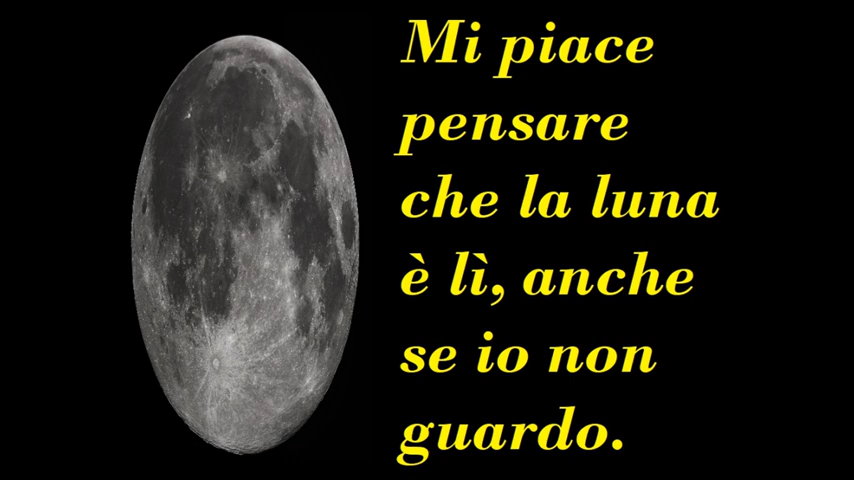 Mi piace
pensare
che la luna
è lì, anche
se io non
guardo.